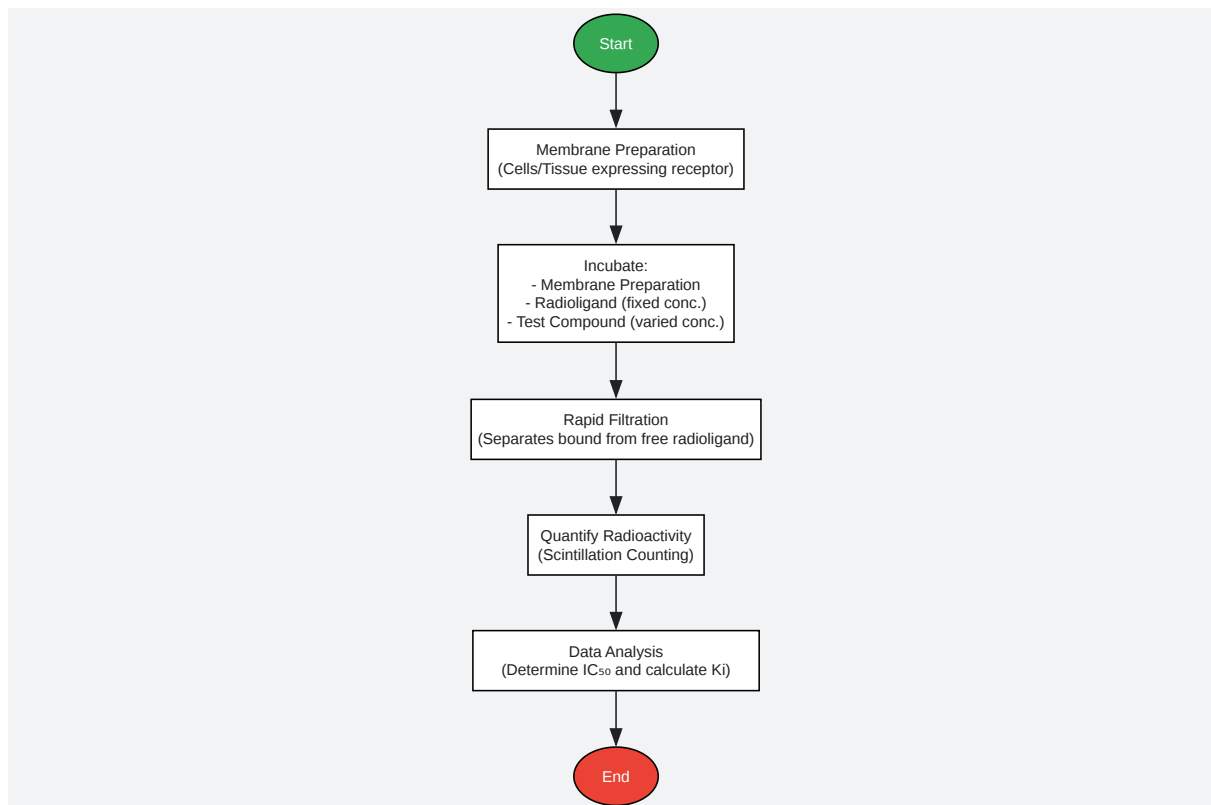 Start
Membrane Preparation
(Cells/Tissue expressing receptor)
Incubate:
- Membrane Preparation
- Radioligand (fixed conc.)
- Test Compound (varied conc.)
Rapid Filtration
(Separates bound from free radioligand)
Quantify Radioactivity
(Scintillation Counting)
Data Analysis
(Determine IC₅₀ and calculate Ki)
End